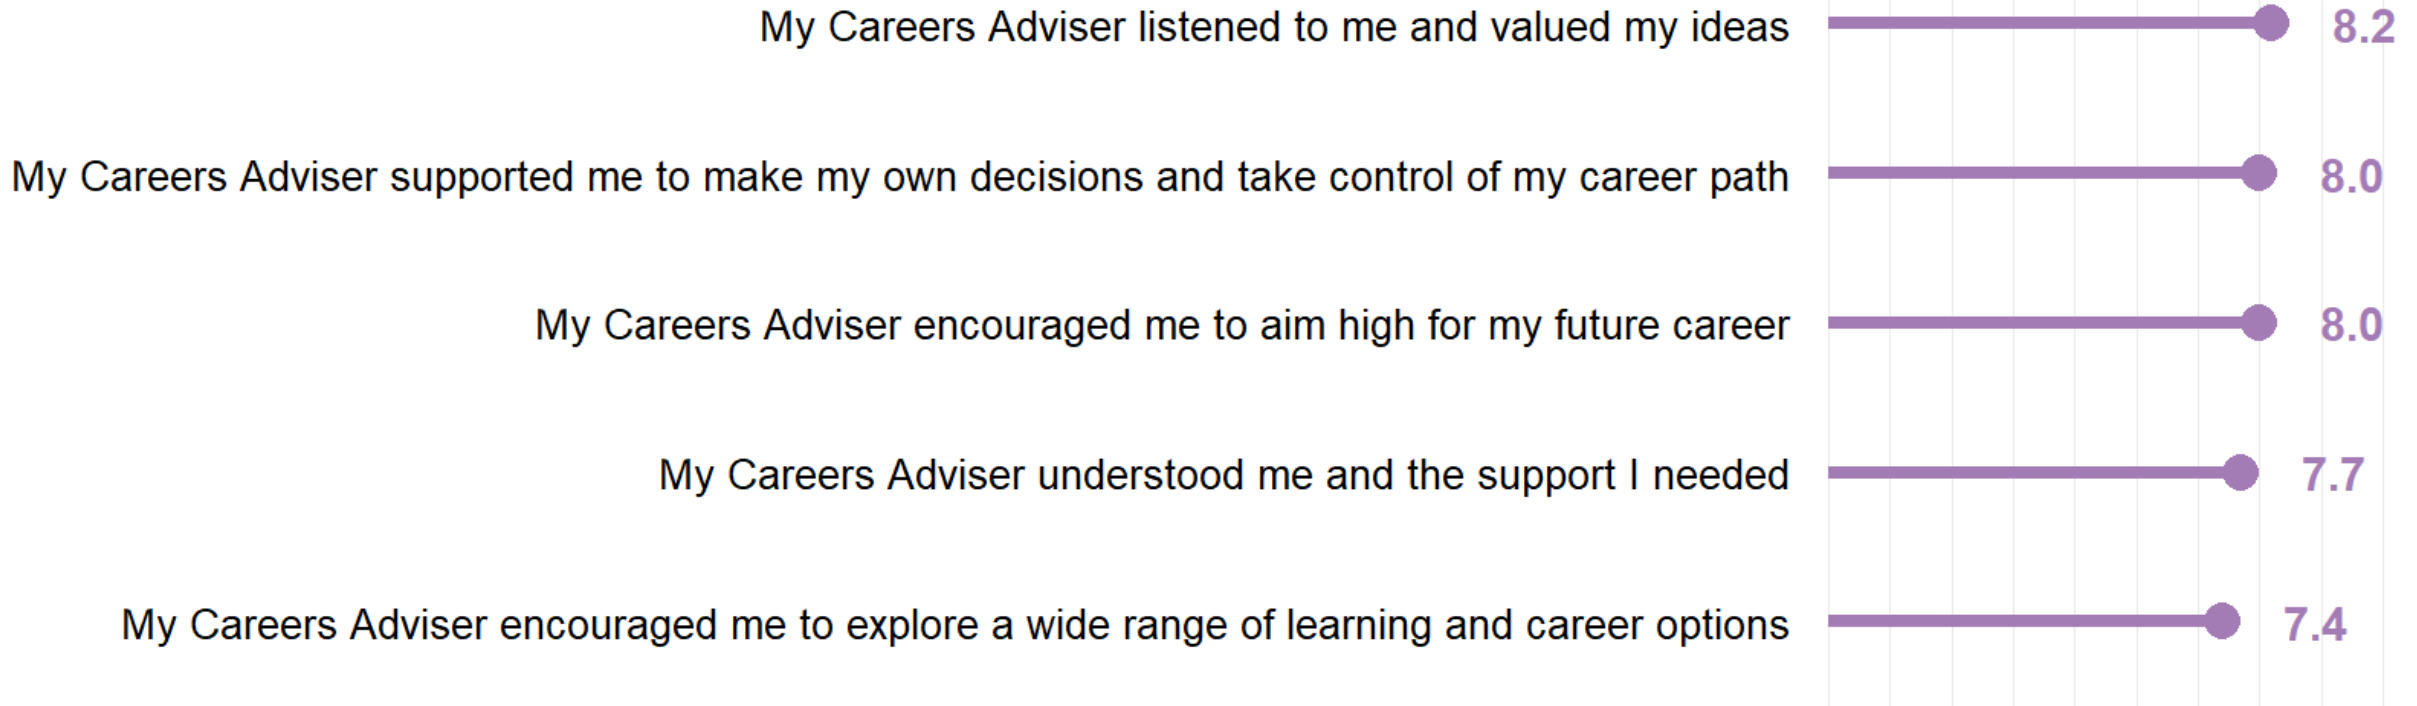 My Careers Adviser listened to me and valued my ideas 8.2
My Careers Adviser supported me to make my own decisions and take control of my career path 8.0
My Careers Adviser encouraged me to aim high for my future career 8.0
My Careers Adviser understood me and the support I needed 7.7
My Careers Adviser encouraged me to explore a wide range of learning and career options 7.4